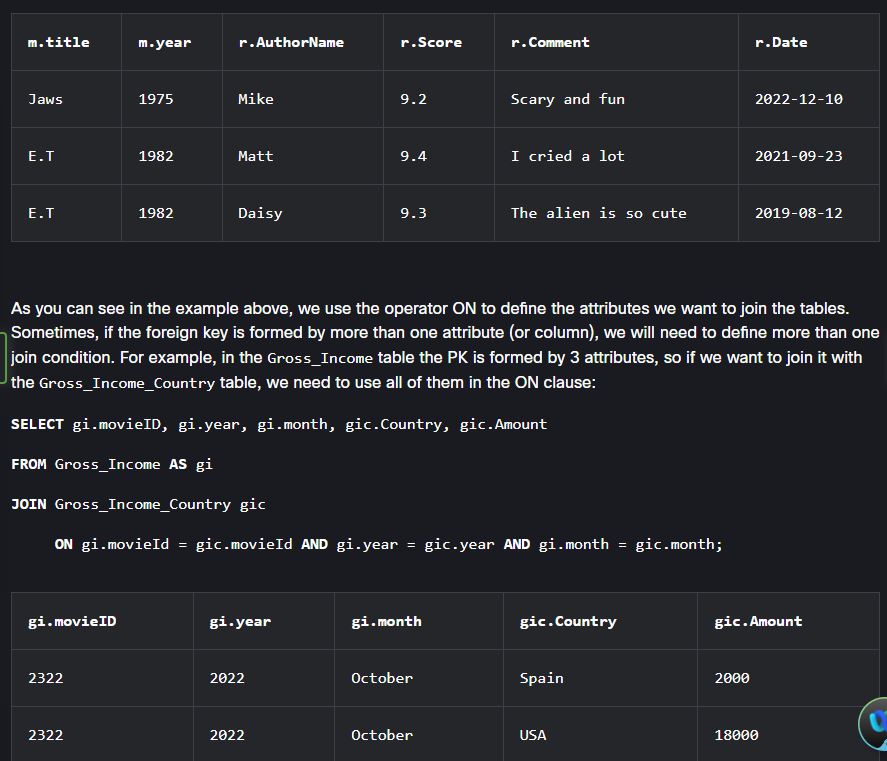 m.title m.year r.AuthorName r.Score r.Comment r.Date
Jaws 1975 Mike 9.2 Scary and fun 2022-12-10
E.T 1982 Matt 9.4 I cried a lot 2021-09-23
E.T 1982 Daisy 9.3 The alien is so cute 2019-08-12
As you can see in the example above, we use the operator ON to define the attributes we want to join the tables.
Sometimes, if the foreign key is formed by more than one attribute (or column), we will need to define more than one
join condition. For example, in the Gross_Income table the PK is formed by 3 attributes, so if we want to join it with
the Gross_Income_Country table, we need to use all of them in the ON clause:
SELECT gi.movieID, gi.year, gi.month, gic.Country, gic.Amount
FROM Gross_Income AS gi
JOIN Gross_Income_Country gic
ON gi.movieId = gic.movieId AND gi.year = gic.year AND gi.month = gic.month;
gi.movieID gi.year gi.month gic.Country gic.Amount
2322 2022 October Spain 2000
2322 2022 October USA 18000